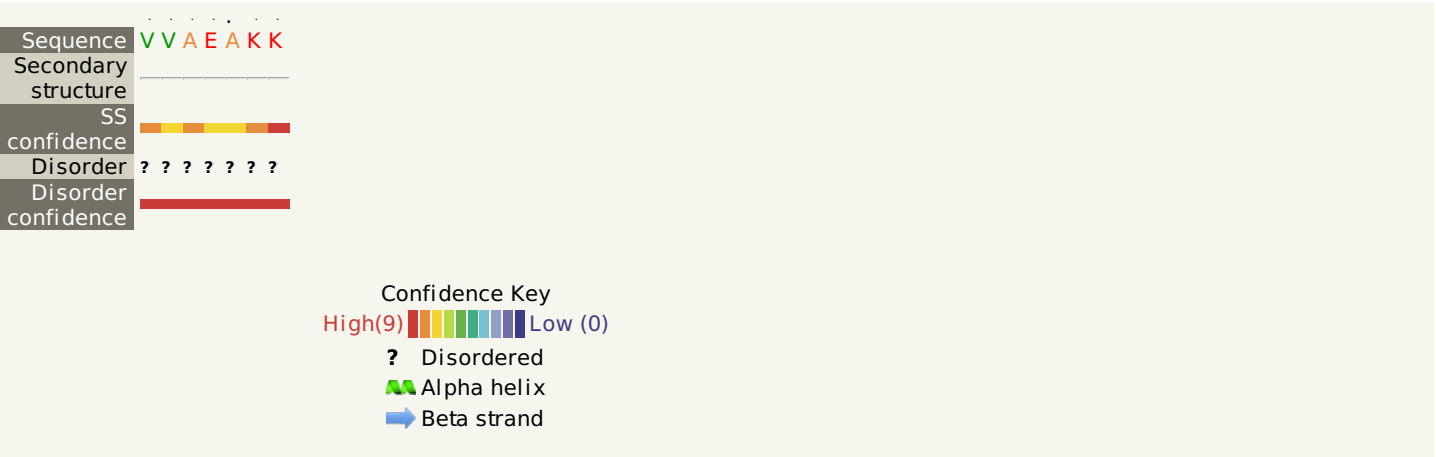 Sequence V V A E A K K
Secondary
structure
SS
confidence
Disorder ? ? ? ? ? ? ?
Disorder
confidence
Confidence Key
High(9) Low (0)
? Disordered
Alpha helix
Beta strand